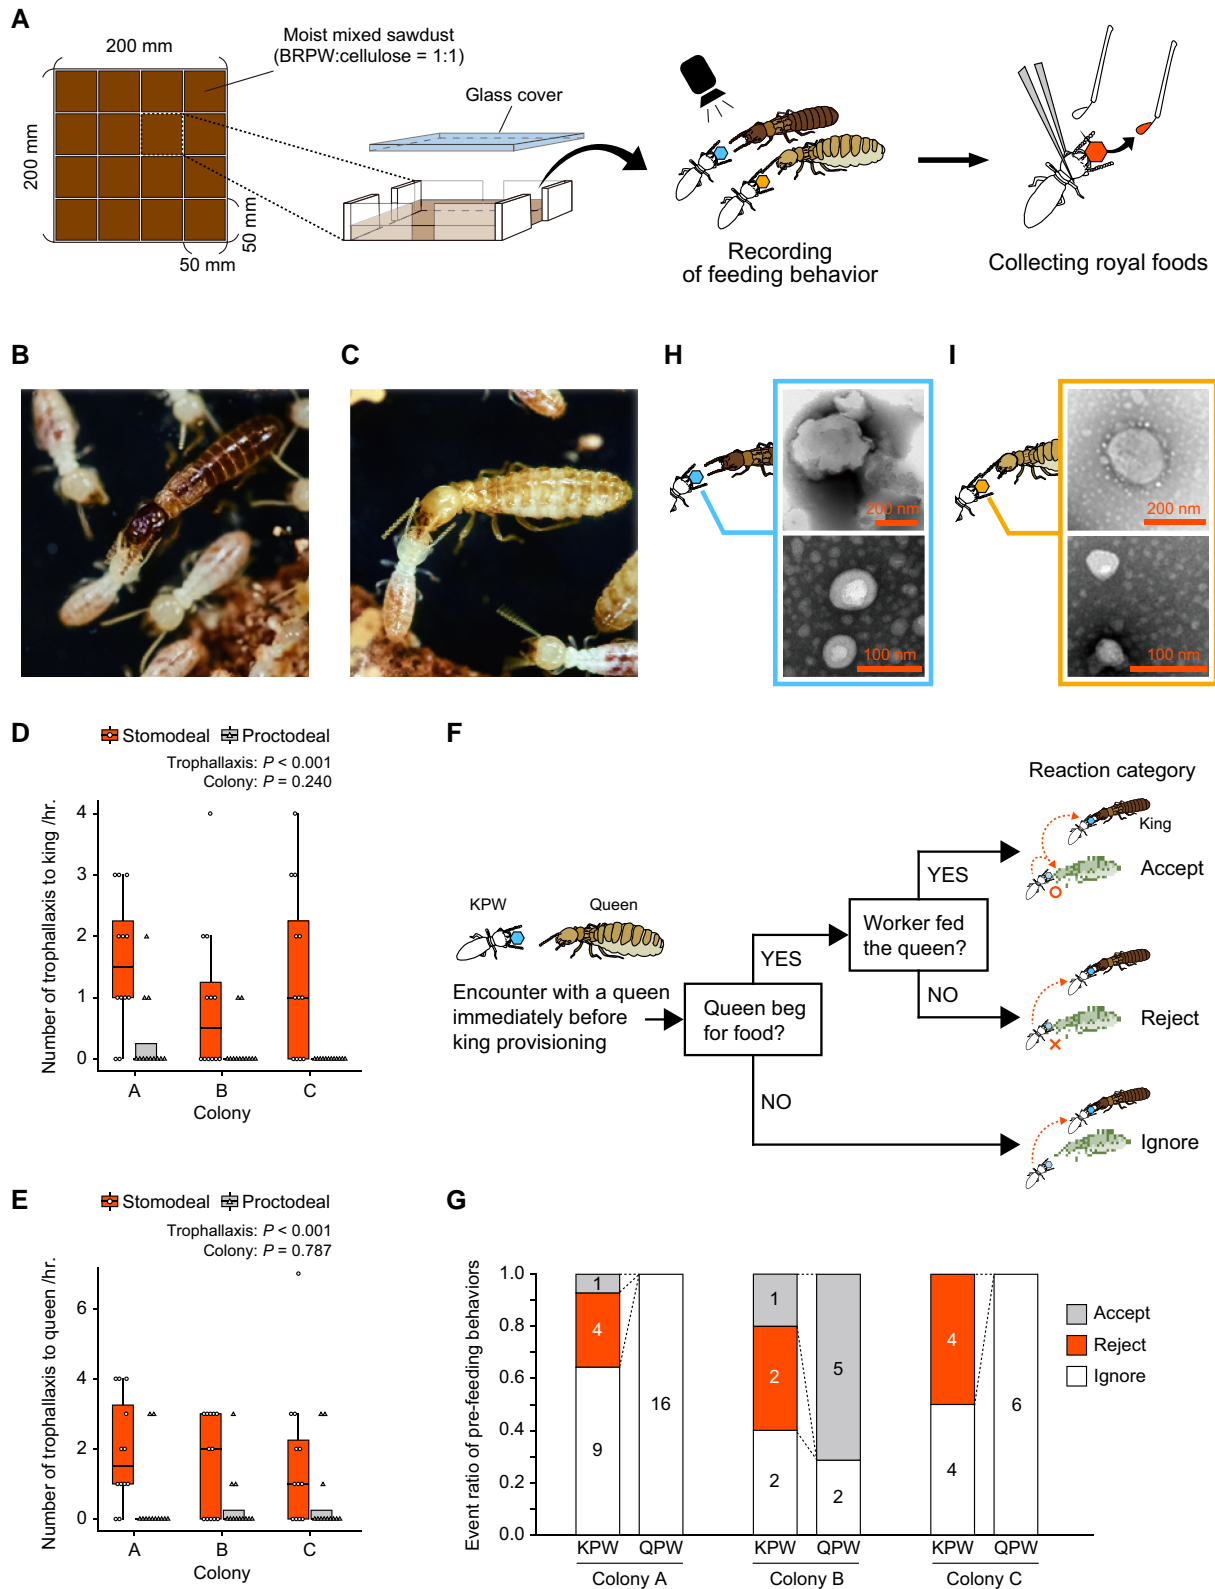 A
200 mm
200 mm
50 mm
50 mm
Moist mixed sawdust
(BRPW:cellulose = 1:1)
Glass cover
Recording
of feeding behavior
Collecting royal foods
B
C
H
200 nm
100 nm
I
200 nm
100 nm
D
Stomodeal
Proctodeal
Trophallaxis: P < 0.001
Colony: P = 0.240
Number of trophallaxis to king /hr.
4
3
2
1
0
A
B
C
Colony
E
Stomodeal
Proctodeal
Trophallaxis: P < 0.001
Colony: P = 0.787
Number of trophallaxis to queen /hr.
6
4
2
0
A
B
C
Colony
F
KPW
Queen
Encounter with a queen
immediately before
king provisioning
Queen beg
for food?
YES
NO
Worker fed
the queen?
YES
NO
Reaction category
King
Accept
Reject
Ignore
G
Event ratio of pre-feeding behaviors
1.0
0.8
0.6
0.4
0.2
0.0
1
4
9
16
1
2
2
5
2
4
4
6
KPW
QPW
KPW
QPW
KPW
QPW
Colony A
Colony B
Colony C
Accept
Reject
Ignore